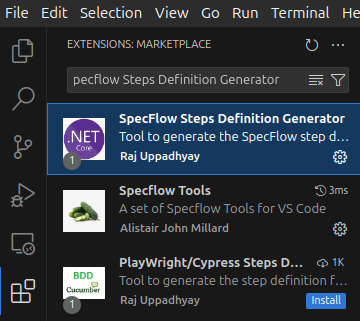 File Edit Selection View Go Run Terminal He
EXTENSIONS: MARKETPLACE
pecflow Steps Definition Generator
SpecFlow Steps Definition Generator
Tool to generate the SpecFlow step d...
Raj Uppadhyay
.NET
Core
1
Specflow Tools
3ms
A set of Specflow Tools for VS Code
Alistair John Millard
PlayWright/Cypress Steps D...
1K
Tool to generate the step definition f...
Raj Uppadhyay
Install
BDD
Cucumber
1